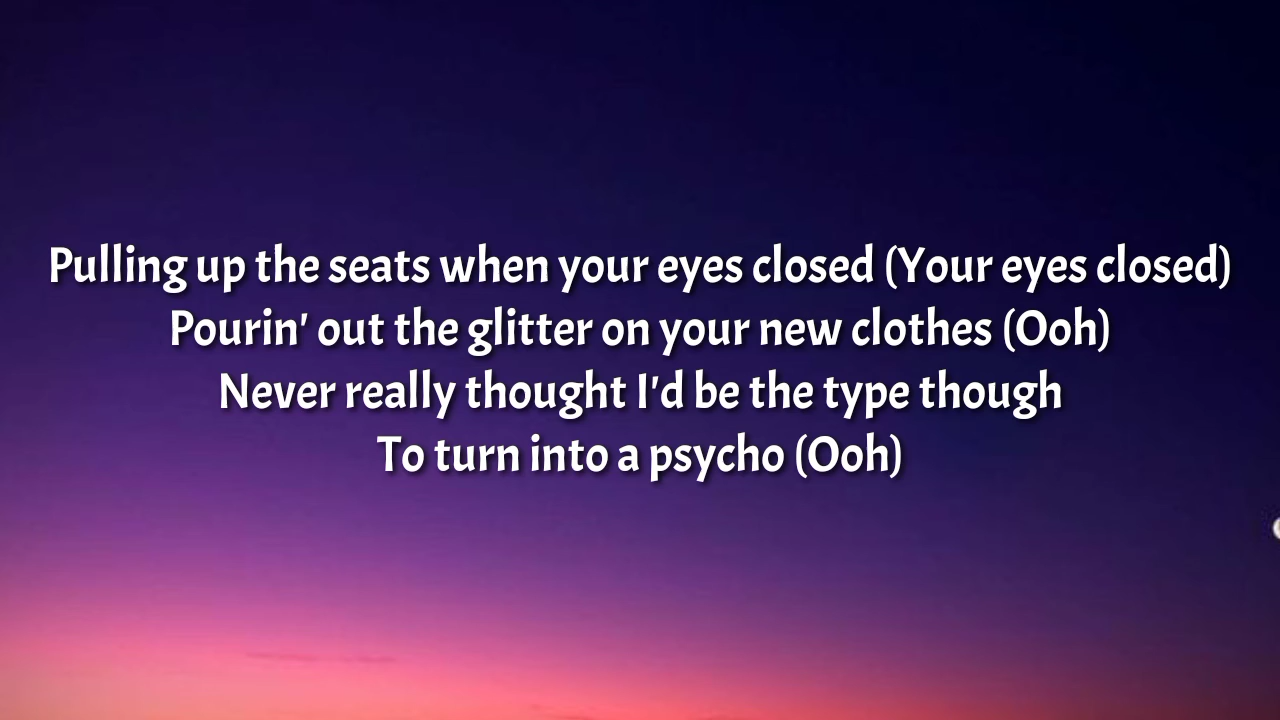 Pulling up the seats when your eyes closed (Your eyes closed)
Pourin' out the glitter on your new clothes (Ooh)
Never really thought I'd be the type though
To turn into a psycho (Ooh)